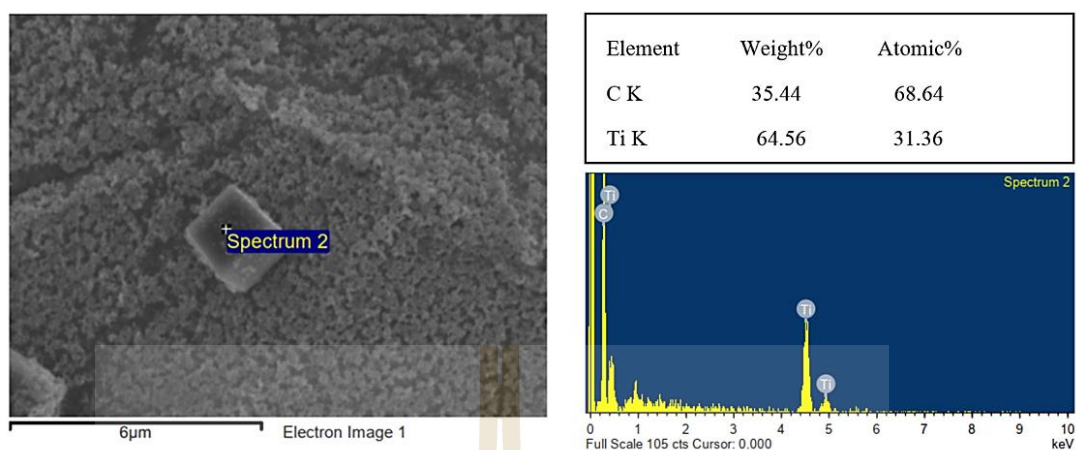 Spectrum 2
6µm
Electron Image 1
Element Weight% Atomic%
C K 35.44 68.64
Ti K 64.56 31.36
Spectrum 2
Ti
C
Ti
Ti
0 1 2 3 4 5 6 7 8 9 10
Full Scale 105 cts Cursor: 0.000 keV